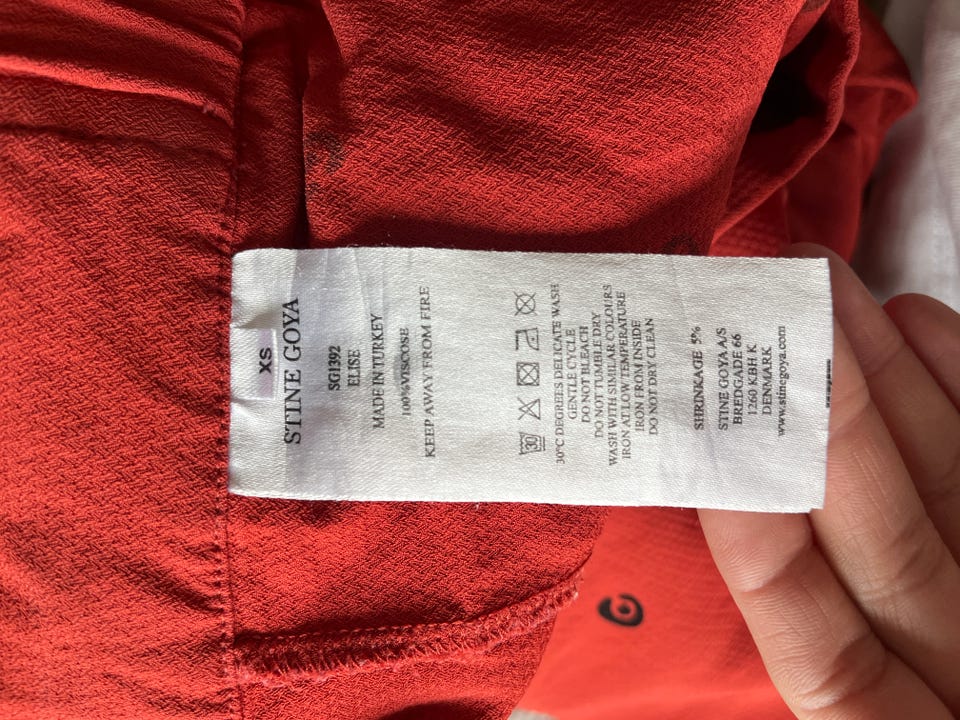 XS
STINE GOYA
SG1392
ELISE
MADE IN TURKEY
100%VISCOSE
KEEP AWAY FROM FIRE
30
30°C DEGREES DELICATE WASH
GENTLE CYCLE
DO NOT BLEACH
DO NOT TUMBLE DRY
WASH WITH SIMILAR COLOURS
IRON AT LOW TEMPERATURE
IRON FROM INSIDE
DO NOT DRY CLEAN
SHRINKAGE 5%
STINE GOYA A/S
BREDGADE 66
1260 KBH K
DENMARK
www.stinegoya.com